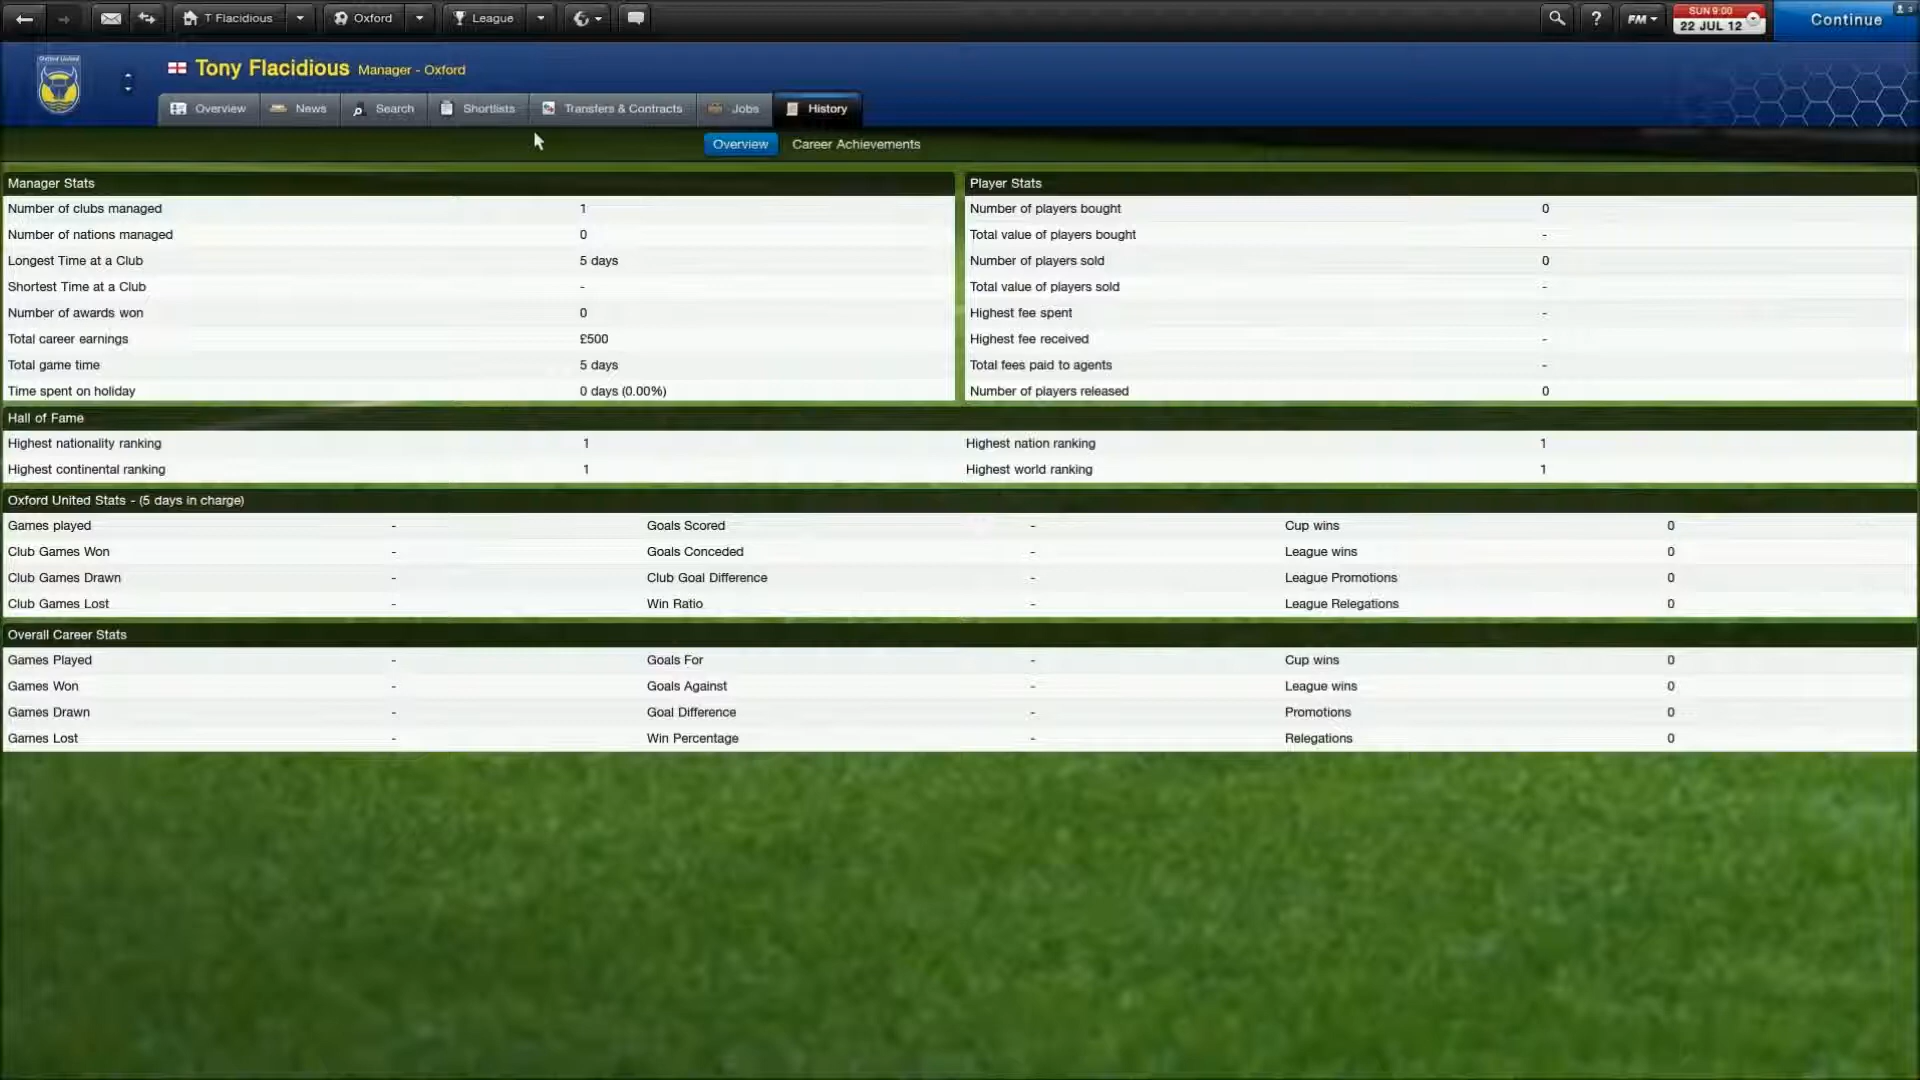 T Flacidious
Oxford
League
?
FM
SUN 9:00
22 JUL 12
Continue
3
Oxford United
Tony Flacidious Manager - Oxford
Overview
News
Search
Shortlists
Transfers & Contracts
Jobs
History
Overview
Career Achievements
Manager Stats
Number of clubs managed 1
Number of nations managed 0
Longest Time at a Club 5 days
Shortest Time at a Club -
Number of awards won 0
Total career earnings £500
Total game time 5 days
Time spent on holiday 0 days (0.00%)
Player Stats
Number of players bought 0
Total value of players bought -
Number of players sold 0
Total value of players sold -
Highest fee spent -
Highest fee received -
Total fees paid to agents -
Number of players released 0
Hall of Fame
Highest nationality ranking 1 Highest nation ranking 1
Highest continental ranking 1 Highest world ranking 1
Oxford United Stats - (5 days in charge)
Games played - Goals Scored - Cup wins 0
Club Games Won - Goals Conceded - League wins 0
Club Games Drawn - Club Goal Difference - League Promotions 0
Club Games Lost - Win Ratio - League Relegations 0
Overall Career Stats
Games Played - Goals For - Cup wins 0
Games Won - Goals Against - League wins 0
Games Drawn - Goal Difference - Promotions 0
Games Lost - Win Percentage - Relegations 0